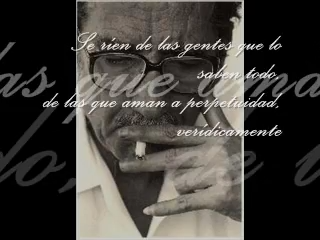 Se ríen de las gentes que lo
saben todo,
de las que aman a perpetuidad,
verídicamente